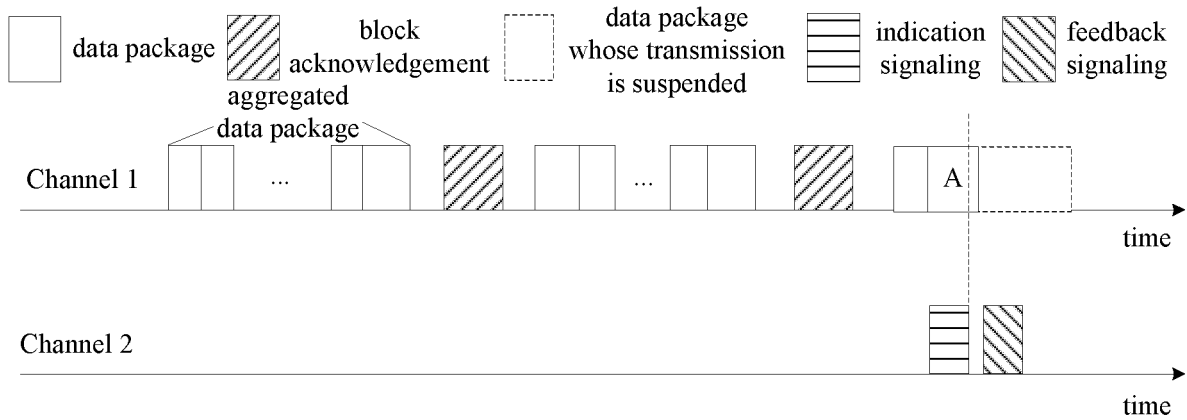 data package
block
acknowledgement
data package
whose transmission
is suspended
indication
signaling
feedback
signaling
aggregated
data package
Channel 1
...
...
A
time
Channel 2
time